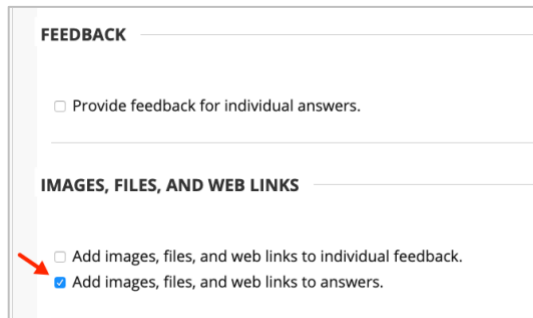 FEEDBACK
Provide feedback for individual answers.
IMAGES, FILES, AND WEB LINKS
Add images, files, and web links to individual feedback.
Add images, files, and web links to answers.